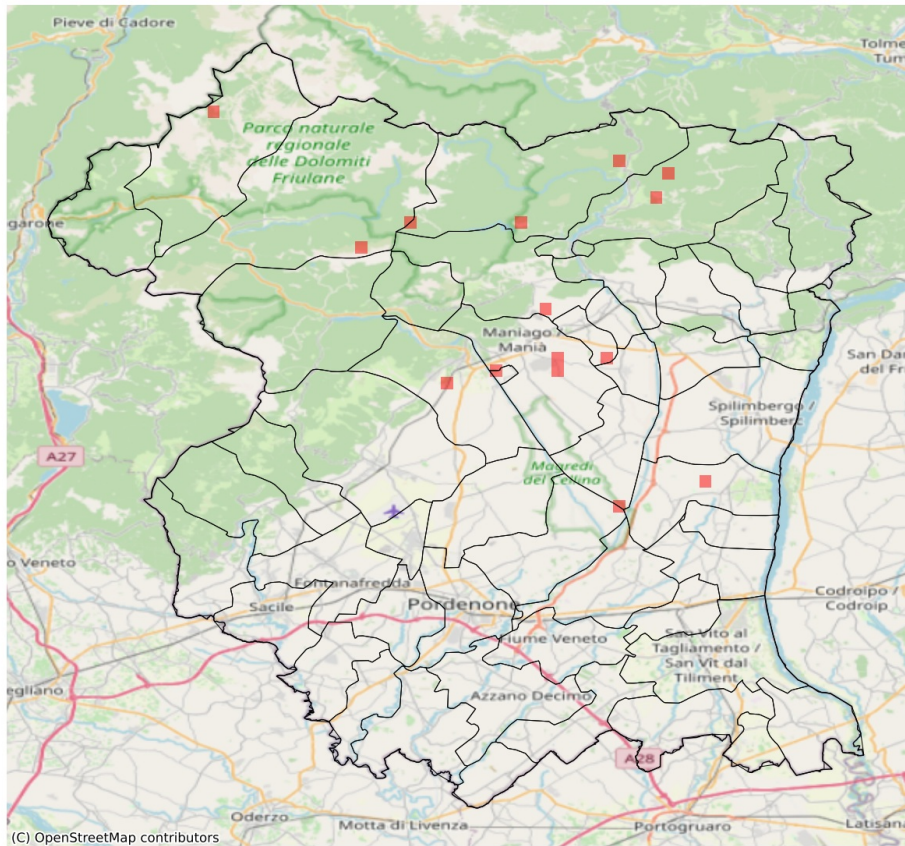 Pieve di Cadore
Tolme
Tum
Parco naturale
regionale
delle Dolomiti
Friulane
garone
Maniago /
Manià
San Da
del Fri
Spilimbergo /
Spilimberc
A27
Magredi
del Cellina
o Veneto
Fontanafredda
Sacile
Pordenone
Codroipo /
Codroip
Fiume Veneto
San Vito al
Tagliamento /
San Vît dal
Tiliment
egliano
Azzano Decimo
A28
Oderzo
Motta di Livenza
Portogruaro
Latisana
(C) OpenStreetMap contributors